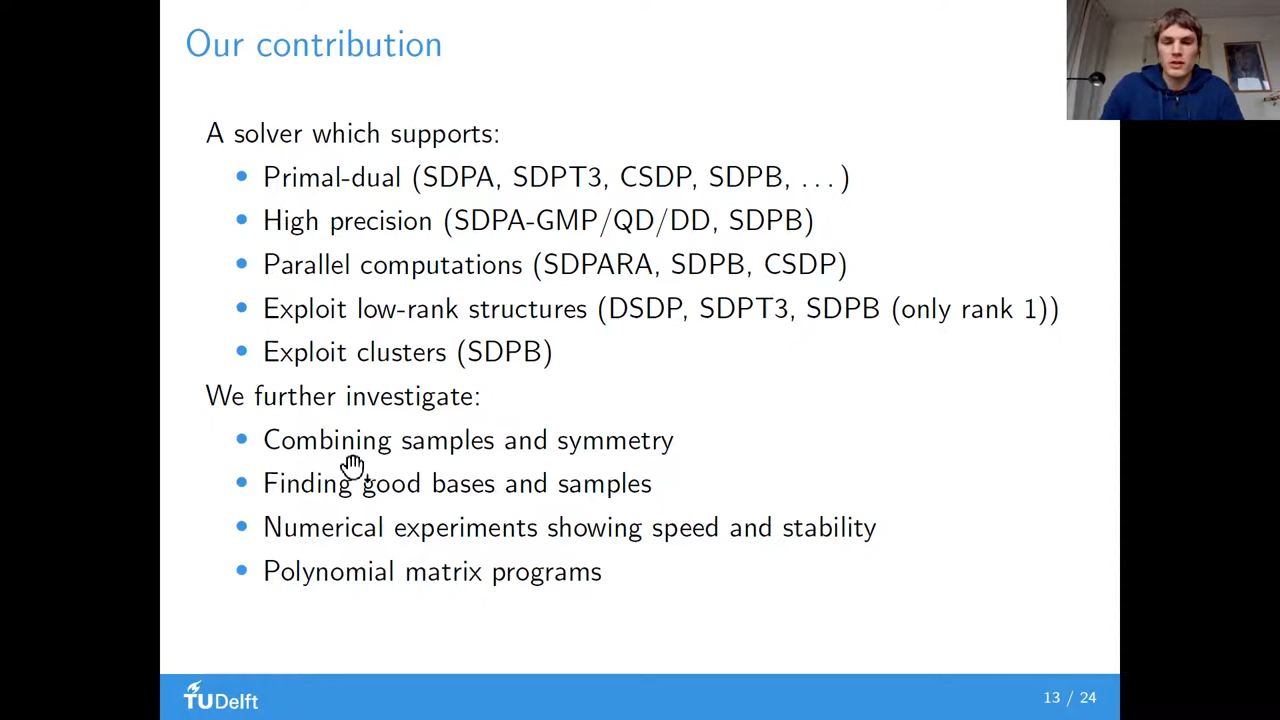 Our contribution
A solver which supports:
• Primal-dual (SDPA, SDPT3, CSDP, SDPB, ...)
• High precision (SDPA-GMP/QD/DD, SDPB)
• Parallel computations (SDPARA, SDPB, CSDP)
• Exploit low-rank structures (DSDP, SDPT3, SDPB (only rank 1))
• Exploit clusters (SDPB)
We further investigate:
• Combining samples and symmetry
• Finding good bases and samples
• Numerical experiments showing speed and stability
• Polynomial matrix programs
TUDelft
13 / 24